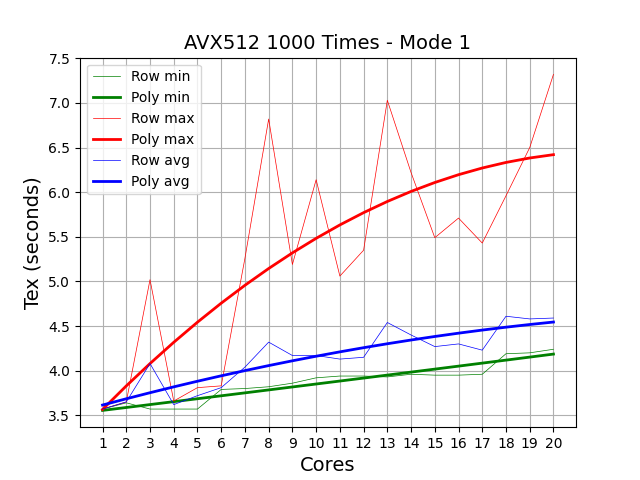 AVX512 1000 Times - Mode 1
Tex (seconds)
7.5
7.0
6.5
6.0
5.5
5.0
4.5
4.0
3.5
Row min
Poly min
Row max
Poly max
Row avg
Poly avg
1 2 3 4 5 6 7 8 9 10 11 12 13 14 15 16 17 18 19 20
Cores